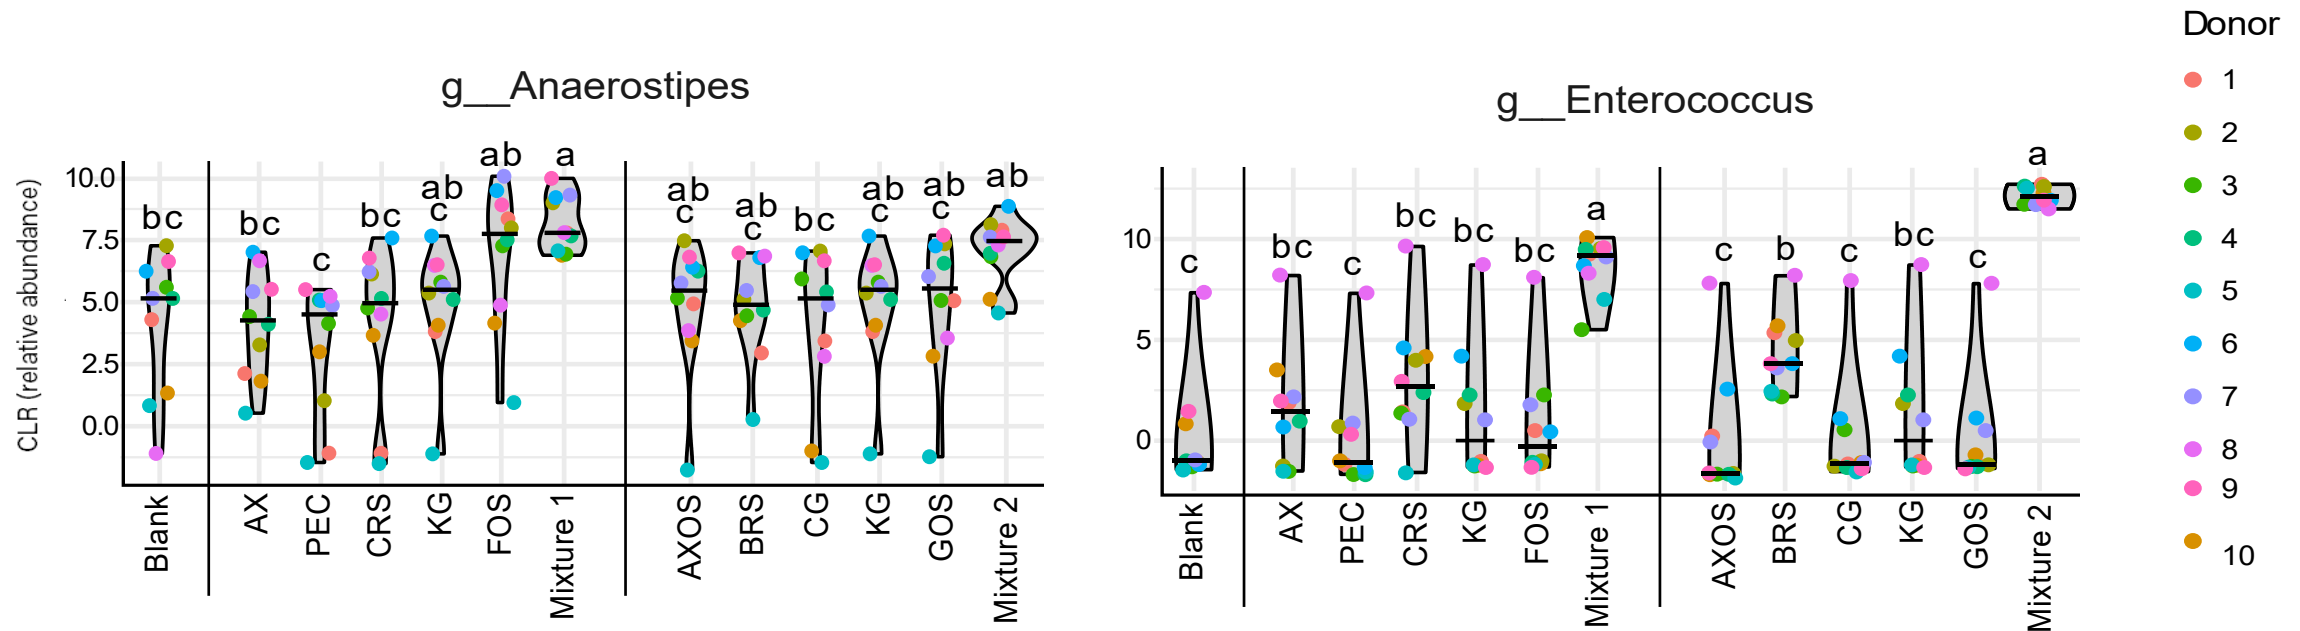 Donor
1
2
3
4
5
6
7
8
9
10
g__Anaerostipes
CLR (relative abundance)
10.0
7.5
5.0
2.5
0.0
bc
bc
c
bc
ab
c
ab
a
ab
c
ab
c
bc
ab
c
ab
c
ab
Blank
AX
PEC
CRS
KG
FOS
Mixture 1
AXOS
BRS
CG
KG
GOS
Mixture 2
g__Enterococcus
10
5
0
c
bc
c
bc
bc
bc
a
c
b
c
bc
c
a
Blank
AX
PEC
CRS
KG
FOS
Mixture 1
AXOS
BRS
CG
KG
GOS
Mixture 2